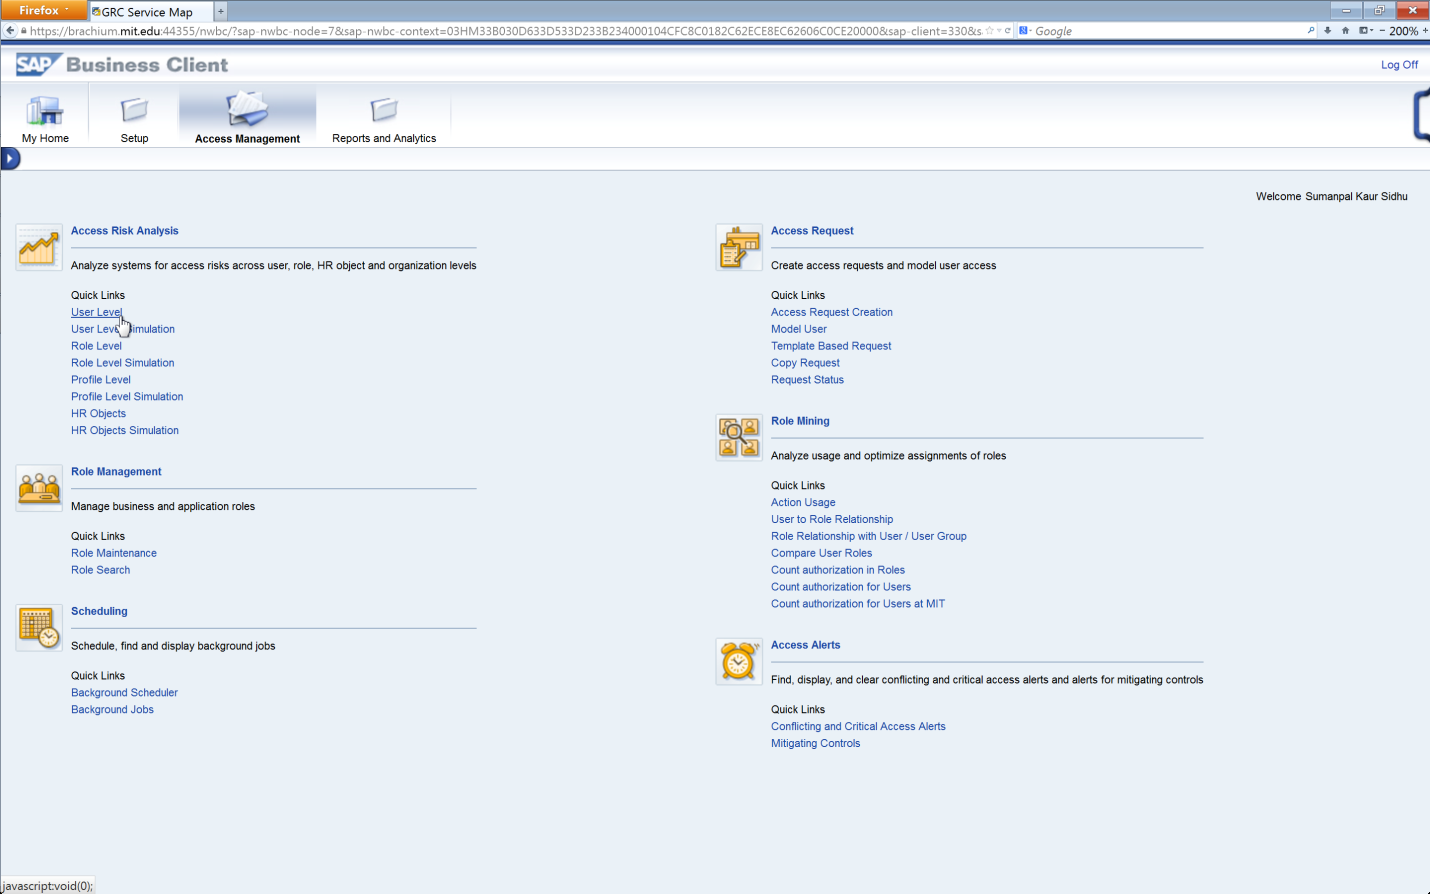 Firefox
GRC Service Map
https://brachium.mit.edu:44355/nwbc/?sap-nwbc-node=7&sap-nwbc-context=03HM33B030D633D533D233B234000104CFC8C0182C62ECE8EC62606C0CE20000&sap-client=330&s
Google
200%
SAP Business Client
Log Off
My Home
Setup
Access Management
Reports and Analytics
Welcome Sumanpal Kaur Sidhu
Access Risk Analysis
Analyze systems for access risks across user, role, HR object and organization levels
Quick Links
User Level
User Level Simulation
Role Level
Role Level Simulation
Profile Level
Profile Level Simulation
HR Objects
HR Objects Simulation
Role Management
Manage business and application roles
Quick Links
Role Maintenance
Role Search
Scheduling
Schedule, find and display background jobs
Quick Links
Background Scheduler
Background Jobs
Access Request
Create access requests and model user access
Quick Links
Access Request Creation
Model User
Template Based Request
Copy Request
Request Status
Role Mining
Analyze usage and optimize assignments of roles
Quick Links
Action Usage
User to Role Relationship
Role Relationship with User / User Group
Compare User Roles
Count authorization in Roles
Count authorization for Users
Count authorization for Users at MIT
Access Alerts
Find, display, and clear conflicting and critical access alerts and alerts for mitigating controls
Quick Links
Conflicting and Critical Access Alerts
Mitigating Controls
javascript:void(0);